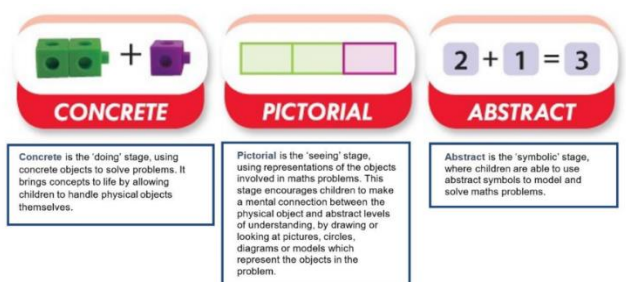 2 + 1 = 3
CONCRETE
PICTORIAL
ABSTRACT
Concrete is the 'doing' stage, using
concrete objects to solve problems. It
brings concepts to life by allowing
children to handle physical objects
themselves.
Pictorial is the 'seeing' stage,
using representations of the objects
involved in maths problems. This
stage encourages children to make
a mental connection between the
physical object and abstract levels
of understanding, by drawing or
looking at pictures, circles,
diagrams or models which
represent the objects in the
problem.
Abstract is the 'symbolic' stage,
where children are able to use
abstract symbols to model and
solve maths problems.